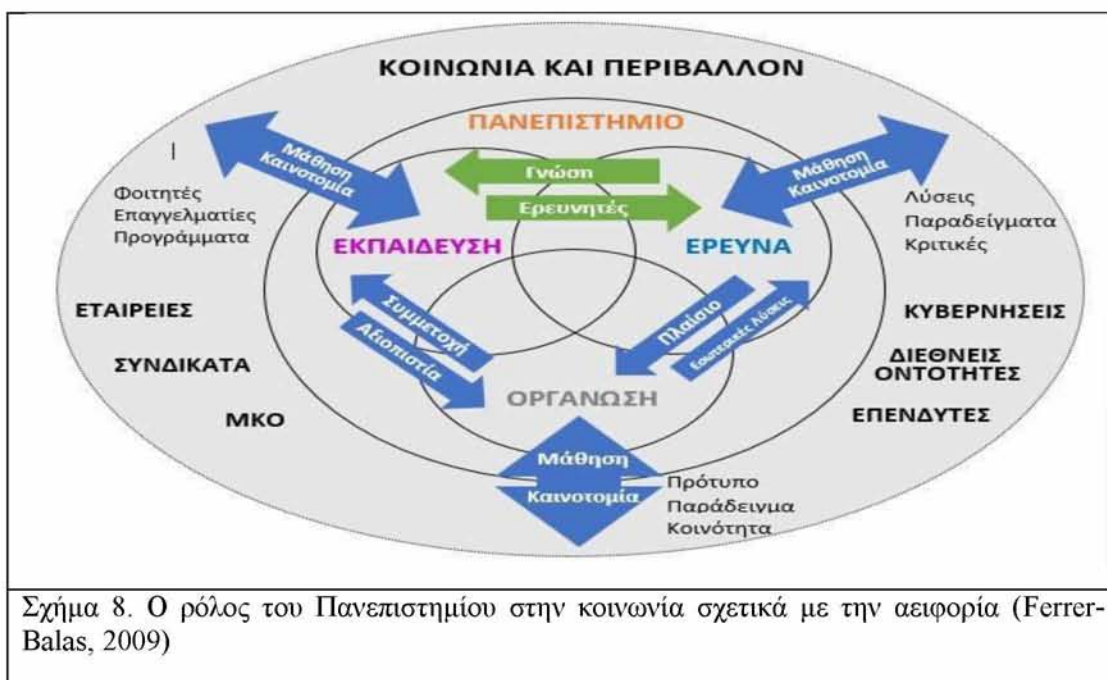 ΚΟΙΝΩΝΙΑ ΚΑΙ ΠΕΡΙΒΑΛΛΟΝ
ΠΑΝΕΠΙΣΤΗΜΙΟ
Μάθηση
Καινοτομία
Γνώση
Ερευνητές
Μάθηση
Καινοτομία
Φοιτητές
Επαγγελματίες
Προγράμματα
Λύσεις
Παραδείγματα
Κριτικές
ΕΚΠΑΙΔΕΥΣΗ
ΕΡΕΥΝΑ
Συμμετοχή
Αξιοπιστία
Πλαίσιο
Εσωτερικές Λύσεις
ΕΤΑΙΡΕΙΕΣ
ΣΥΝΔΙΚΑΤΑ
ΜΚΟ
ΚΥΒΕΡΝΗΣΕΙΣ
ΔΙΕΘΝΕΙΣ
ΟΝΤΟΤΗΤΕΣ
ΕΠΕΝΔΥΤΕΣ
ΟΡΓΑΝΩΣΗ
Μάθηση
Καινοτομία
Πρότυπο
Παράδειγμα
Κοινότητα
Σχήμα 8. Ο ρόλος του Πανεπιστημίου στην κοινωνία σχετικά με την αειφορία (Ferrer-
Balas, 2009)